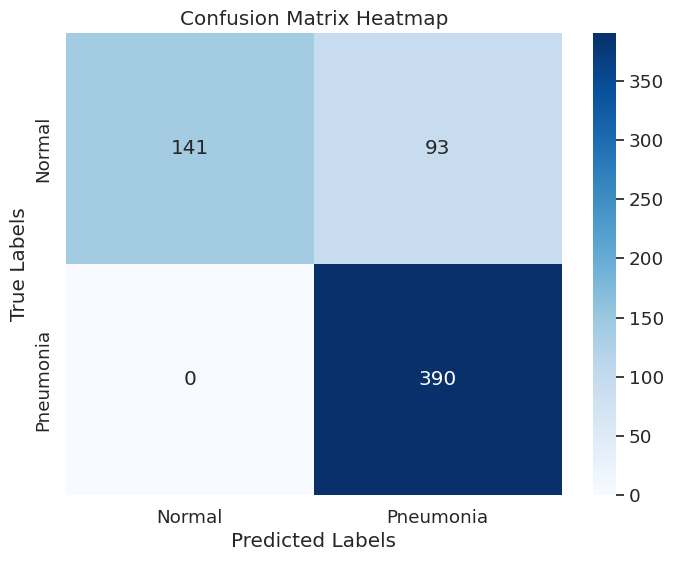 Confusion Matrix Heatmap
True Labels
Normal
141
93
Pneumonia
0
390
Normal
Pneumonia
Predicted Labels
350
300
250
200
150
100
50
0